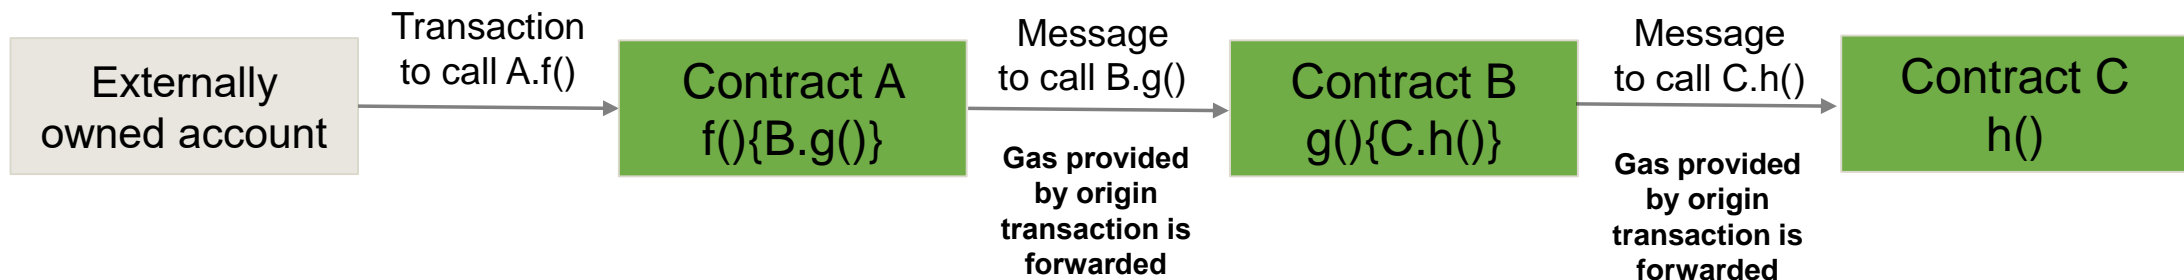 Externally
owned account
Transaction
to call A.f()
Contract A
f(){B.g()}
Message
to call B.g()
Gas provided
by origin
transaction is
forwarded
Contract B
g(){C.h()}
Message
to call C.h()
Gas provided
by origin
transaction is
forwarded
Contract C
h()